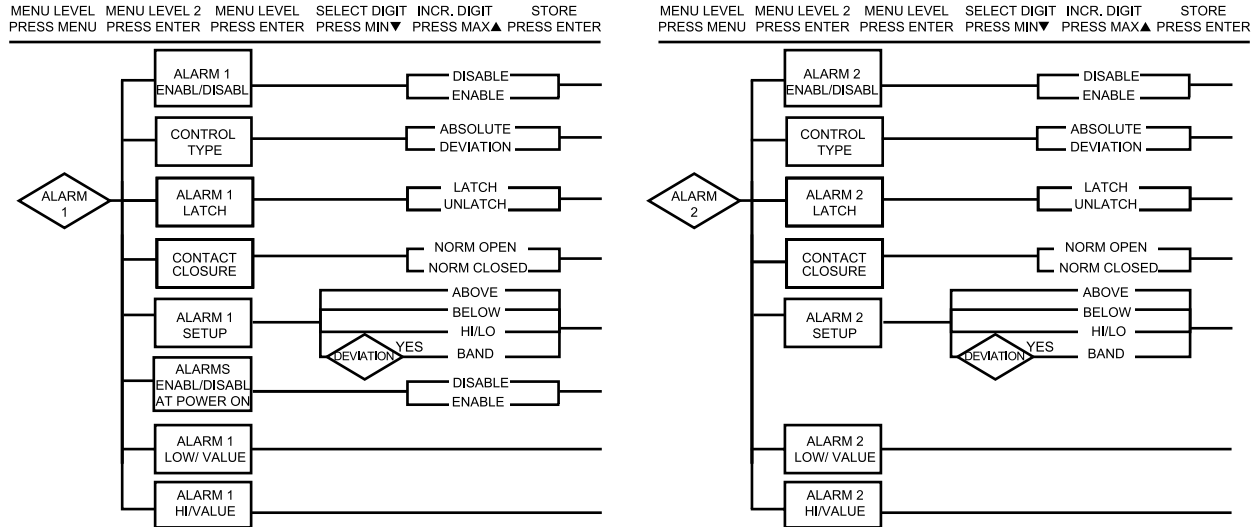 MENU LEVEL MENU LEVEL 2 MENU LEVEL SELECT DIGIT INCR. DIGIT STORE
PRESS MENU PRESS ENTER PRESS ENTER PRESS MIN▼ PRESS MAX▲ PRESS ENTER
ALARM 1
ENABL/DISABL
DISABLE
ENABLE
CONTROL
TYPE
ABSOLUTE
DEVIATION
ALARM
1
ALARM 1
LATCH
LATCH
UNLATCH
CONTACT
CLOSURE
NORM OPEN
NORM CLOSED
ALARM 1
SETUP
ABOVE
BELOW
HI/LO
DEVIATION YES BAND
ALARMS
ENABL/DISABL
AT POWER ON
DISABLE
ENABLE
ALARM 1
LOW/ VALUE
ALARM 1
HI/VALUE
MENU LEVEL MENU LEVEL 2 MENU LEVEL SELECT DIGIT INCR. DIGIT STORE
PRESS MENU PRESS ENTER PRESS ENTER PRESS MIN▼ PRESS MAX▲ PRESS ENTER
ALARM 2
ENABL/DISABL
DISABLE
ENABLE
CONTROL
TYPE
ABSOLUTE
DEVIATION
ALARM
2
ALARM 2
LATCH
LATCH
UNLATCH
CONTACT
CLOSURE
NORM OPEN
NORM CLOSED
ALARM 2
SETUP
ABOVE
BELOW
HI/LO
DEVIATION YES BAND
ALARM 2
LOW/ VALUE
ALARM 2
HI/VALUE